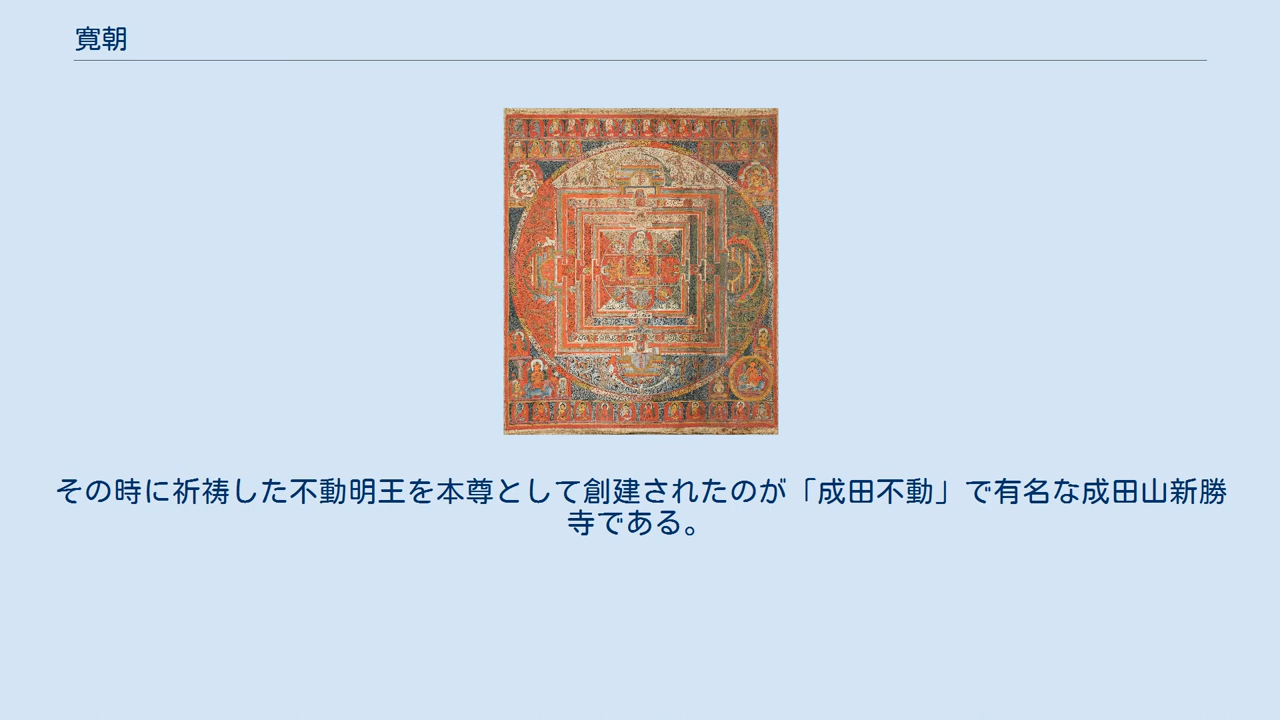 寛朝
その時に祈祷した不動明王を本尊として創建されたのが「成田不動」で有名な成田山新勝
寺である。